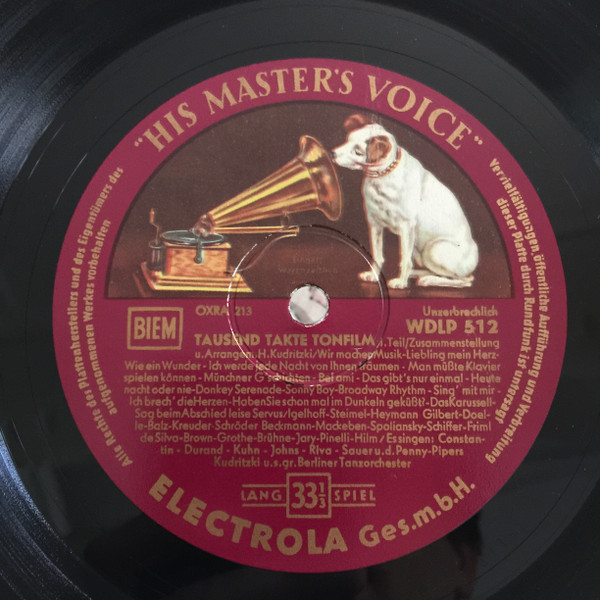 "HIS MASTER'S VOICE"
Alle Rechte des Plattenherstellers und des Eigentümers des
aufgenommenen Werkes vorbehalten
Vervielfältigungen, öffentliche Aufführung und Verbreitung
dieser Platte durch Rundfunk ist untersagt
OXRA 213
Unzerbrechlich
BIEM
WDLP 512
TAUSEND TAKTE TONFILM I.Teil/Zusammenstellung
u.Arrangem.H.Kudritzki/Wir machen Musik-Liebling mein Herz-
Wie ein Wunder - Ich werde jede Nacht von Ihnen träumen - Man müßte Klavier
spielen können - Münchner G'schichten - Bel ami - Das gibt's nur einmal - Heute
nacht oder nie-Donkey Serenade-Sonny Boy-Broadway Rhythm - Sing' mit mir -
Ich brech' die Herzen-Haben Sie schon mal im Dunkeln geküßt?-Das Karussell-
Sag beim Abschied leise Servus/Igelhoff- Steimel-Heymann Gilbert-Doel-
le-Balz-Kreuder-Schröder Beckmann-Mackeben-Spoliansky-Schiffer- Friml
de Silva-Brown-Grothe-Brühne-Jary-Pinelli-Hilm/Essingen: Constan-
tin - Durand - Kuhn - Johns - Riva - Sauer u.d. Penny-Pipers
Kudritzki u.s.gr. Berliner Tanzorchester
LANG 33⅓ SPIEL
ELECTROLA Ges.m.b.H.